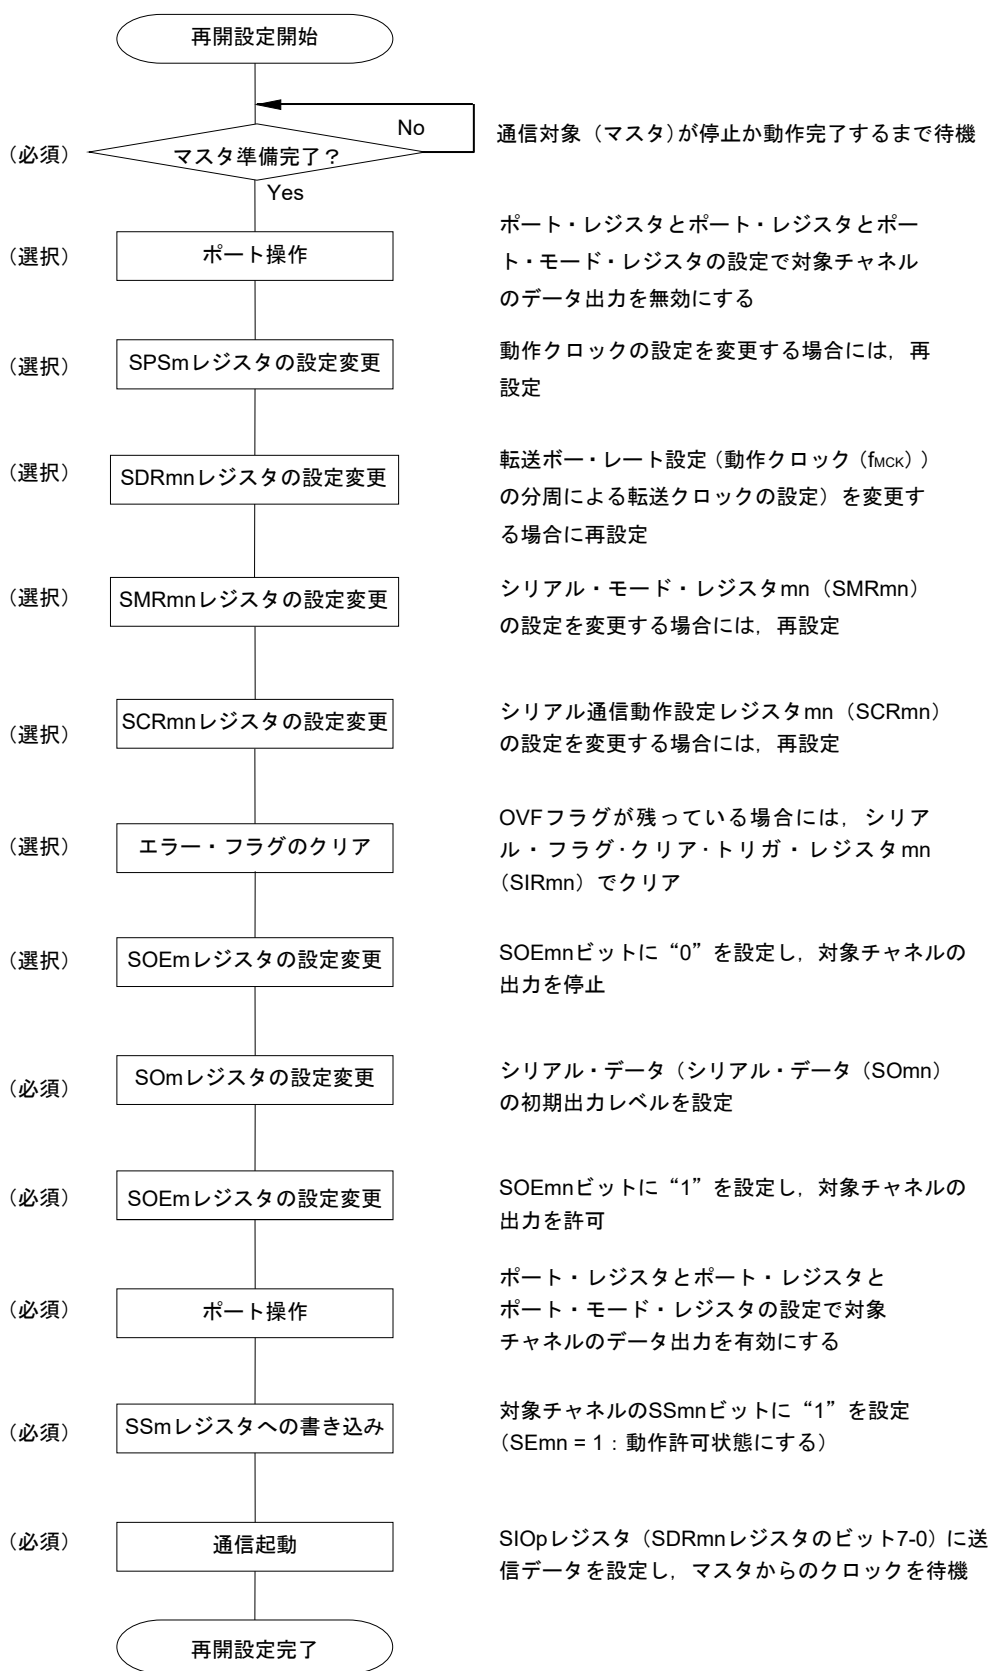 再開設定開始
No
通信対象（マスタ）が停止か動作完了するまで待機
（必須）
マスタ準備完了？
Yes
（選択）
ポート操作
ポート・レジスタとポート・レジスタとポー
ト・モード・レジスタの設定で対象チャネル
のデータ出力を無効にする
（選択）
SPSmレジスタの設定変更
動作クロックの設定を変更する場合には，再
設定
（選択）
SDRmnレジスタの設定変更
転送ボー・レート設定（動作クロック（fMCK））
の分周による転送クロックの設定）を変更す
る場合に再設定
（選択）
SMRmnレジスタの設定変更
シリアル・モード・レジスタmn（SMRmn）
の設定を変更する場合には，再設定
（選択）
SCRmnレジスタの設定変更
シリアル通信動作設定レジスタmn（SCRmn）
の設定を変更する場合には，再設定
（選択）
エラー・フラグのクリア
OVFフラグが残っている場合には，シリア
ル・フラグ・クリア・トリガ・レジスタmn
（SIRmn）でクリア
（選択）
SOEmレジスタの設定変更
SOEmnビットに“0”を設定し，対象チャネルの
出力を停止
（必須）
SOmレジスタの設定変更
シリアル・データ（シリアル・データ（SOmn）
の初期出力レベルを設定
（必須）
SOEmレジスタの設定変更
SOEmnビットに“1”を設定し，対象チャネルの
出力を許可
（必須）
ポート操作
ポート・レジスタとポート・レジスタと
ポート・モード・レジスタの設定で対象
チャネルのデータ出力を有効にする
（必須）
SSmレジスタへの書き込み
対象チャネルのSSmnビットに“1”を設定
（SEmn = 1：動作許可状態にする）
（必須）
通信起動
SIOpレジスタ（SDRmnレジスタのビット7-0）に送
信データを設定し，マスタからのクロックを待機
再開設定完了